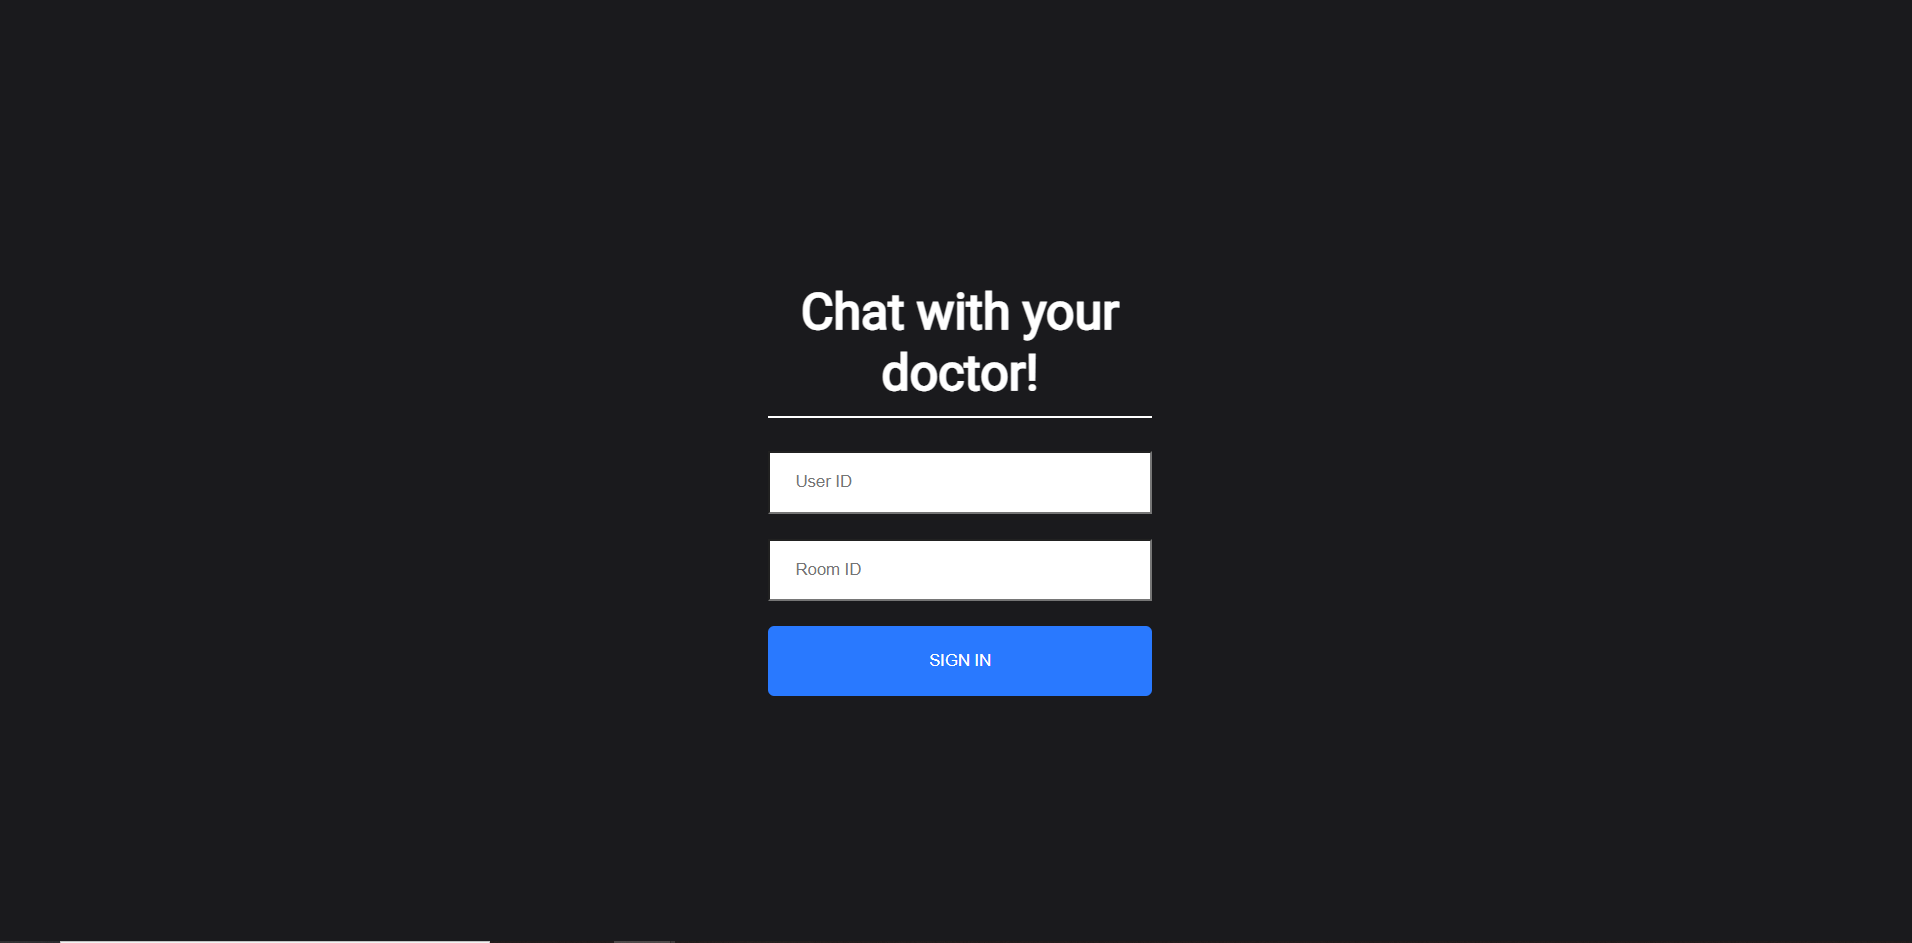 Chat with your
doctor!
User ID
Room ID
SIGN IN